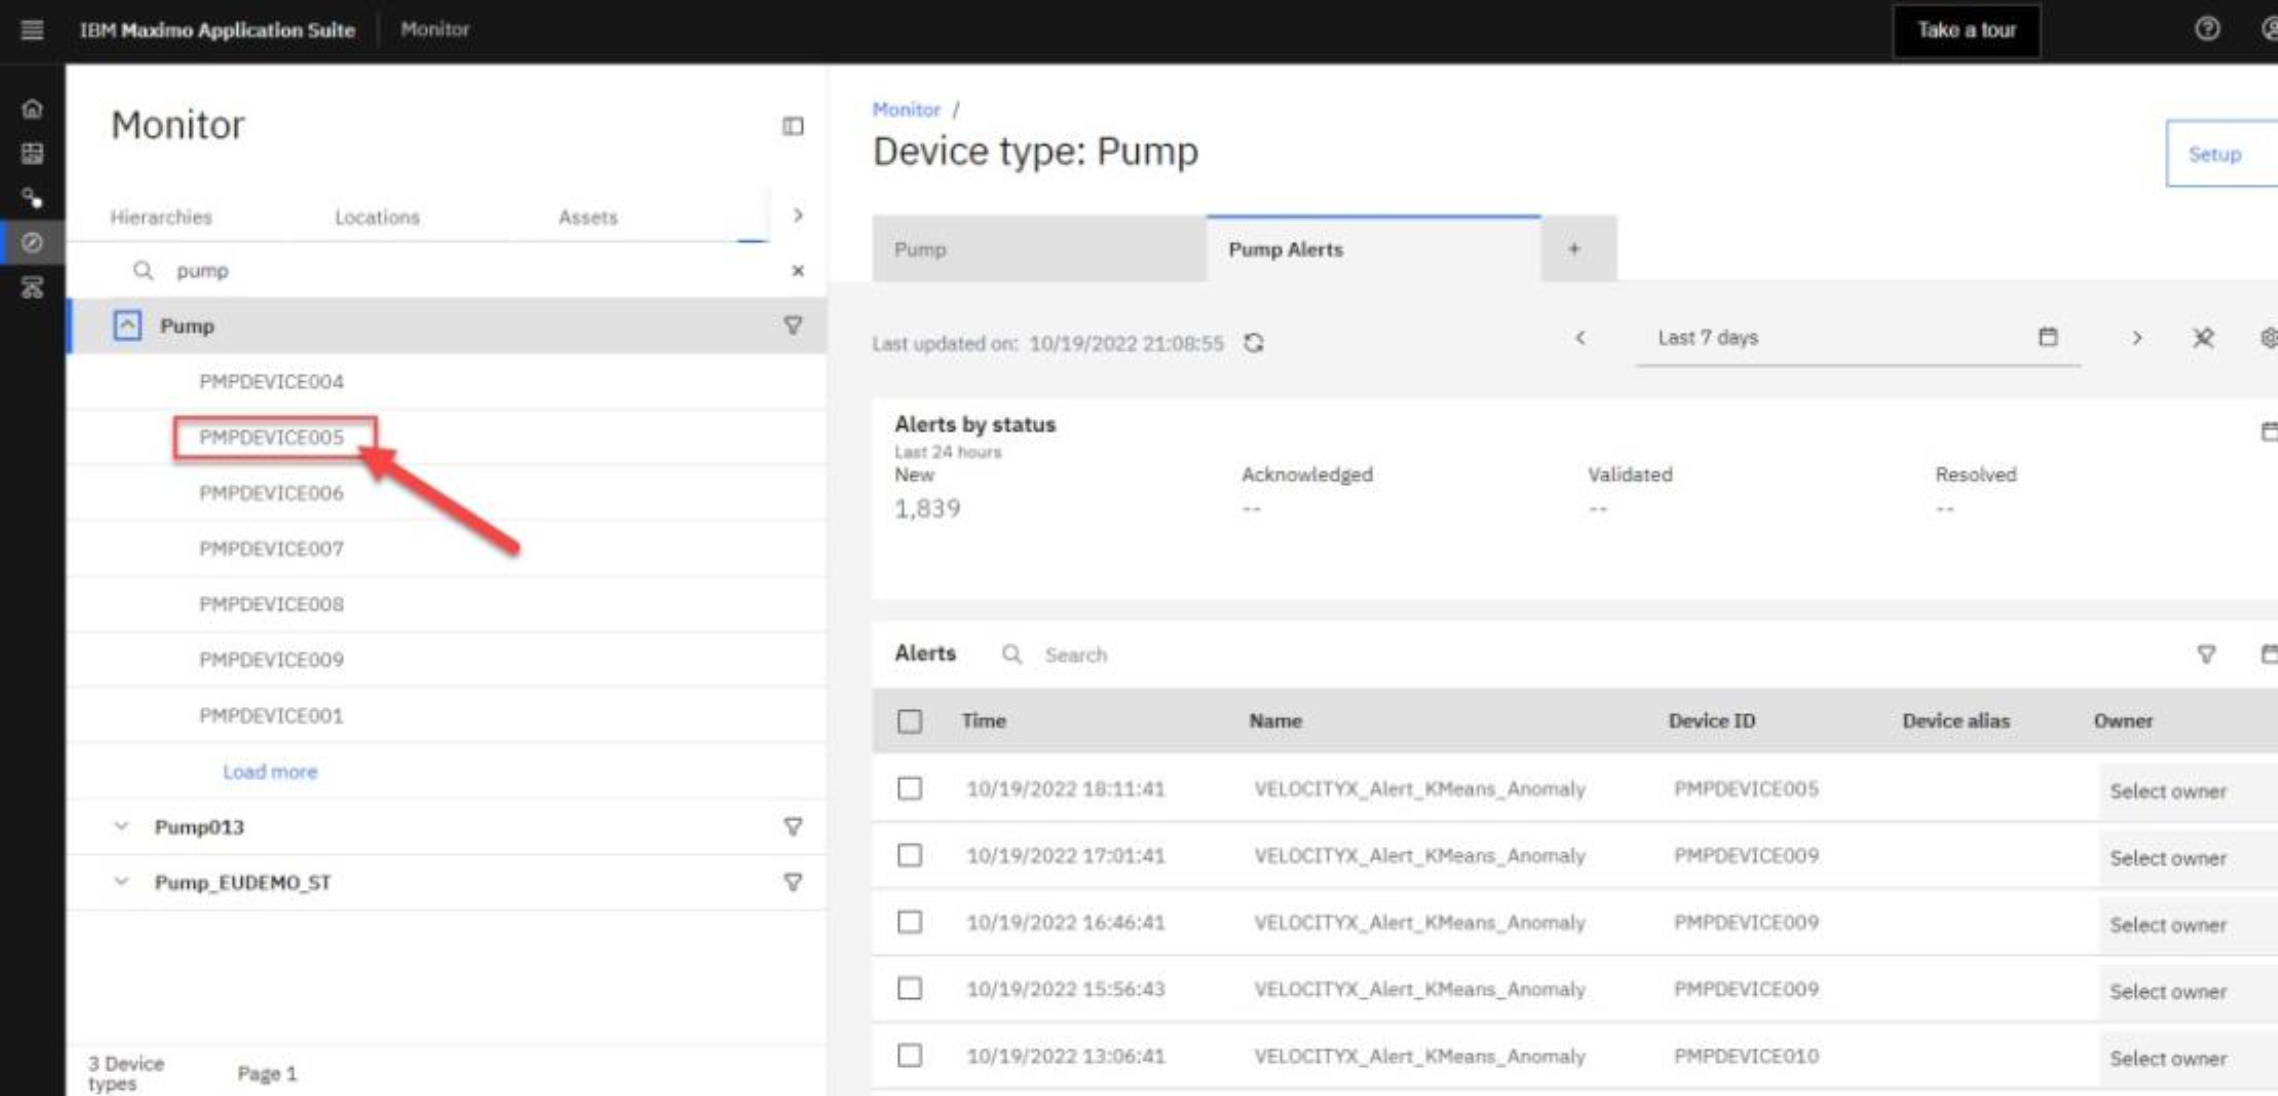 IBM Maximo Application Suite Monitor Take a tour
Monitor
Hierarchies Locations Assets
pump
Pump
PMPDEVICE004
PMPDEVICE005
PMPDEVICE006
PMPDEVICE007
PMPDEVICE008
PMPDEVICE009
PMPDEVICE001
Load more
Pump013
Pump_EUDEMO_ST
3 Device
types
Page 1
Monitor /
Device type: Pump
Setup
Pump Pump Alerts +
Last updated on: 10/19/2022 21:08:55 Last 7 days
Alerts by status
Last 24 hours
New Acknowledged Validated Resolved
1,839 -- -- --
Alerts Search
Time Name Device ID Device alias Owner
10/19/2022 18:11:41 VELOCITYX_Alert_KMeans_Anomaly PMPDEVICE005 Select owner
10/19/2022 17:01:41 VELOCITYX_Alert_KMeans_Anomaly PMPDEVICE009 Select owner
10/19/2022 16:46:41 VELOCITYX_Alert_KMeans_Anomaly PMPDEVICE009 Select owner
10/19/2022 15:56:43 VELOCITYX_Alert_KMeans_Anomaly PMPDEVICE009 Select owner
10/19/2022 13:06:41 VELOCITYX_Alert_KMeans_Anomaly PMPDEVICE010 Select owner